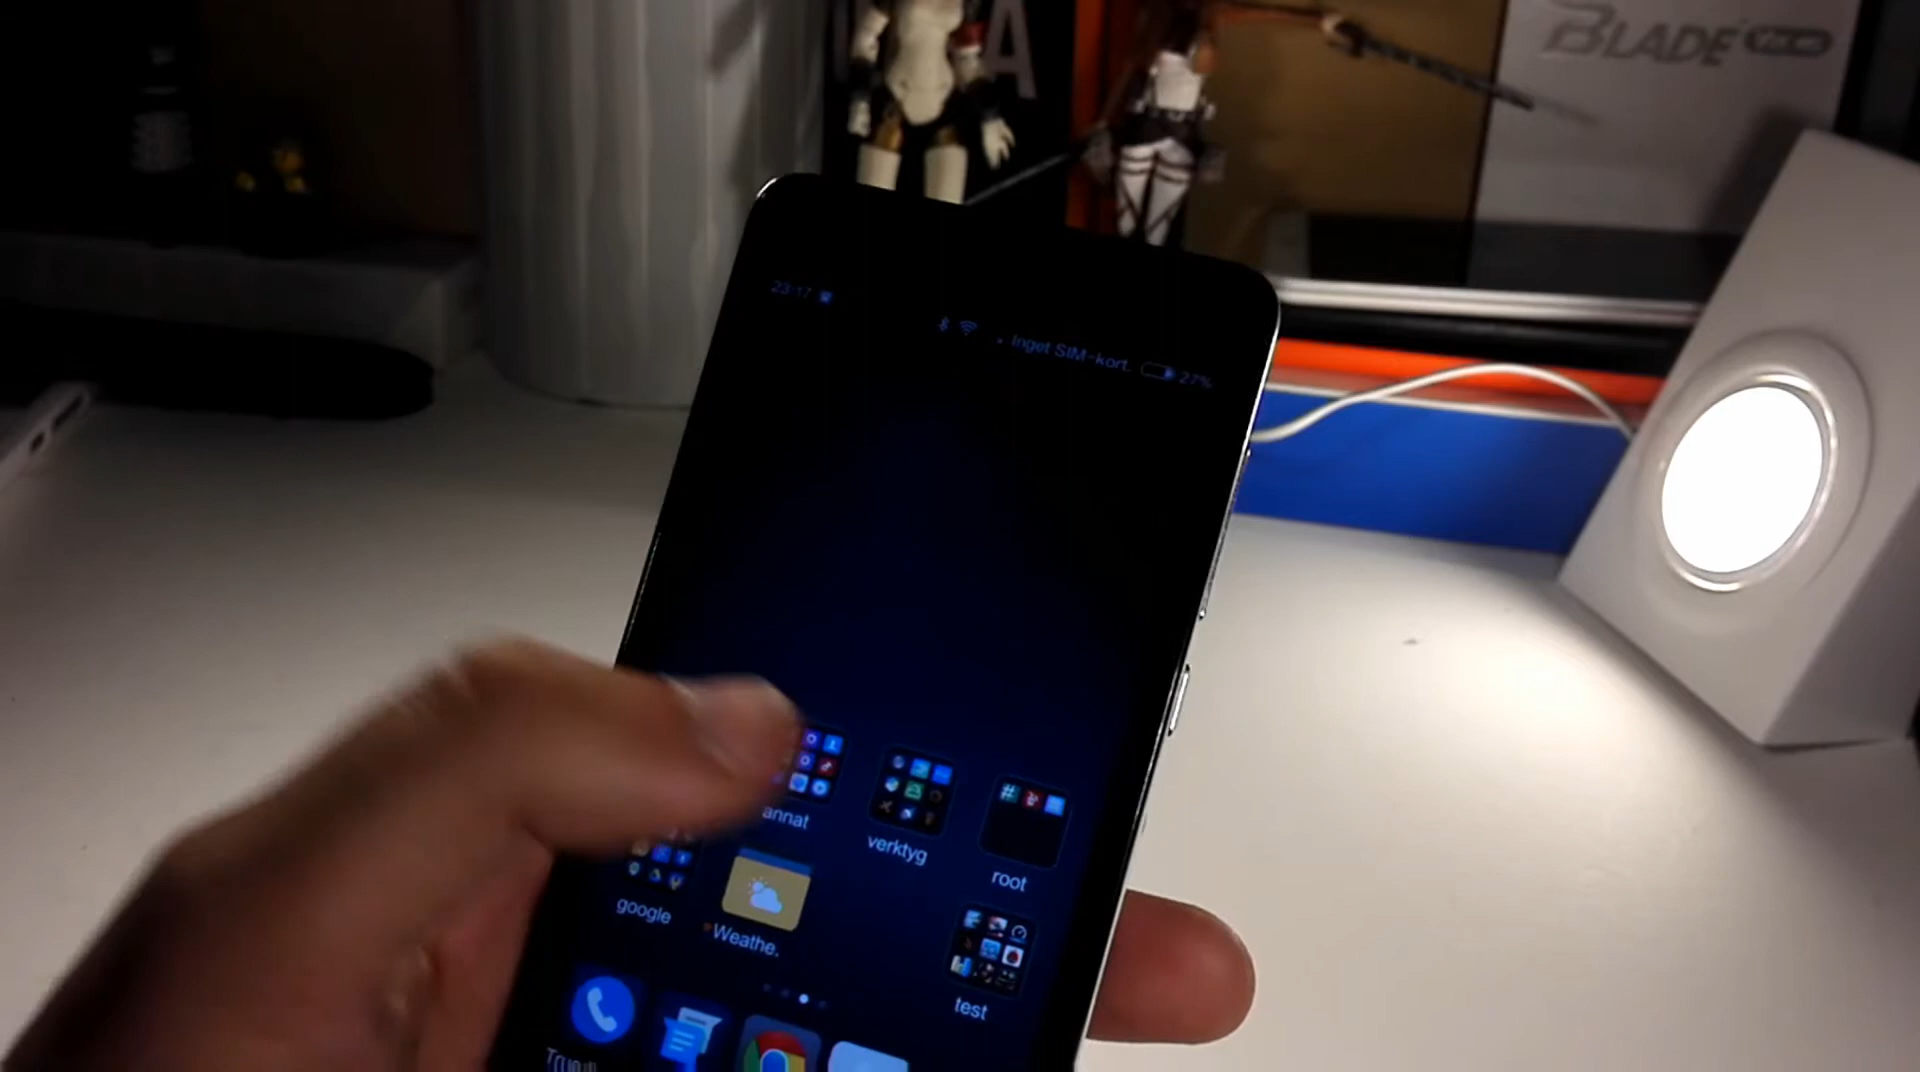 BLADE
23:17
Inget SIM-kort. 27%
annat
verktyg
root
google
Weathe.
test